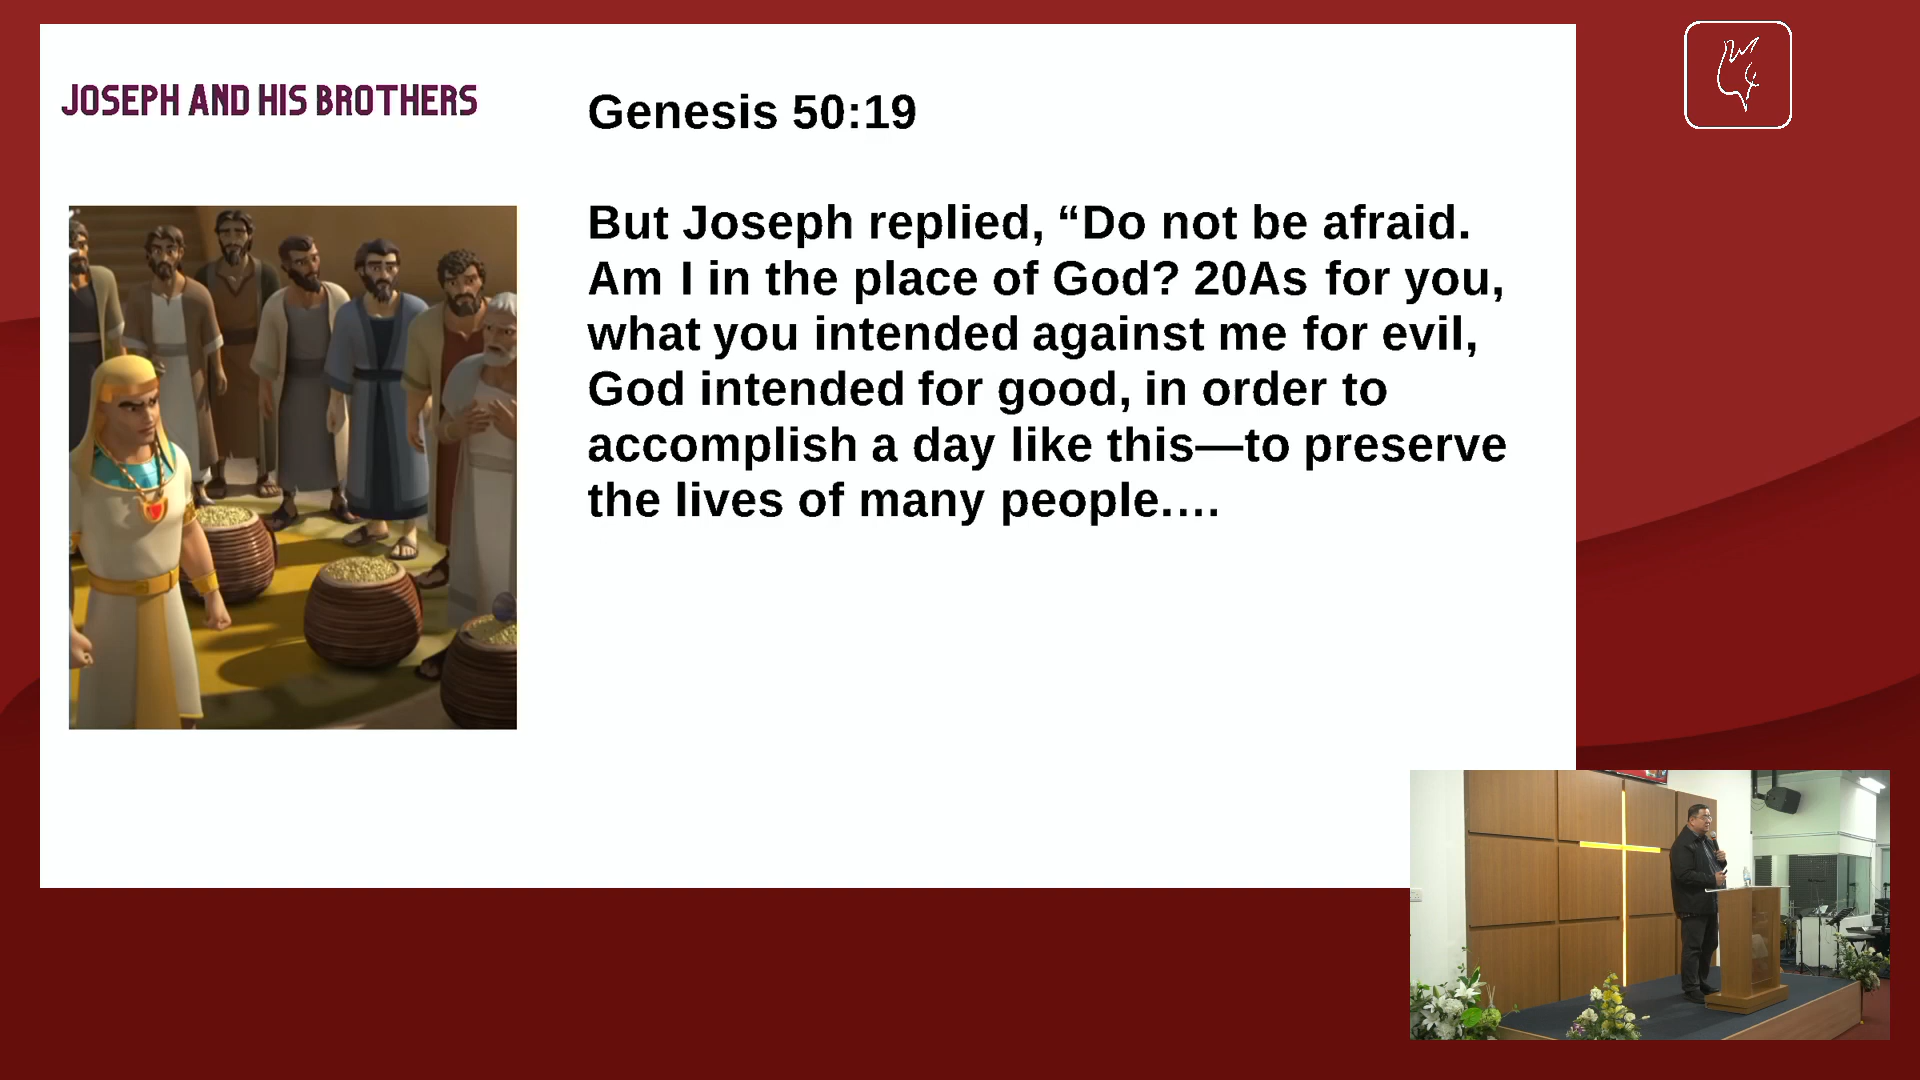 JOSEPH AND HIS BROTHERS
Genesis 50:19
But Joseph replied, “Do not be afraid.
Am I in the place of God? 20As for you,
what you intended against me for evil,
God intended for good, in order to
accomplish a day like this—to preserve
the lives of many people.…